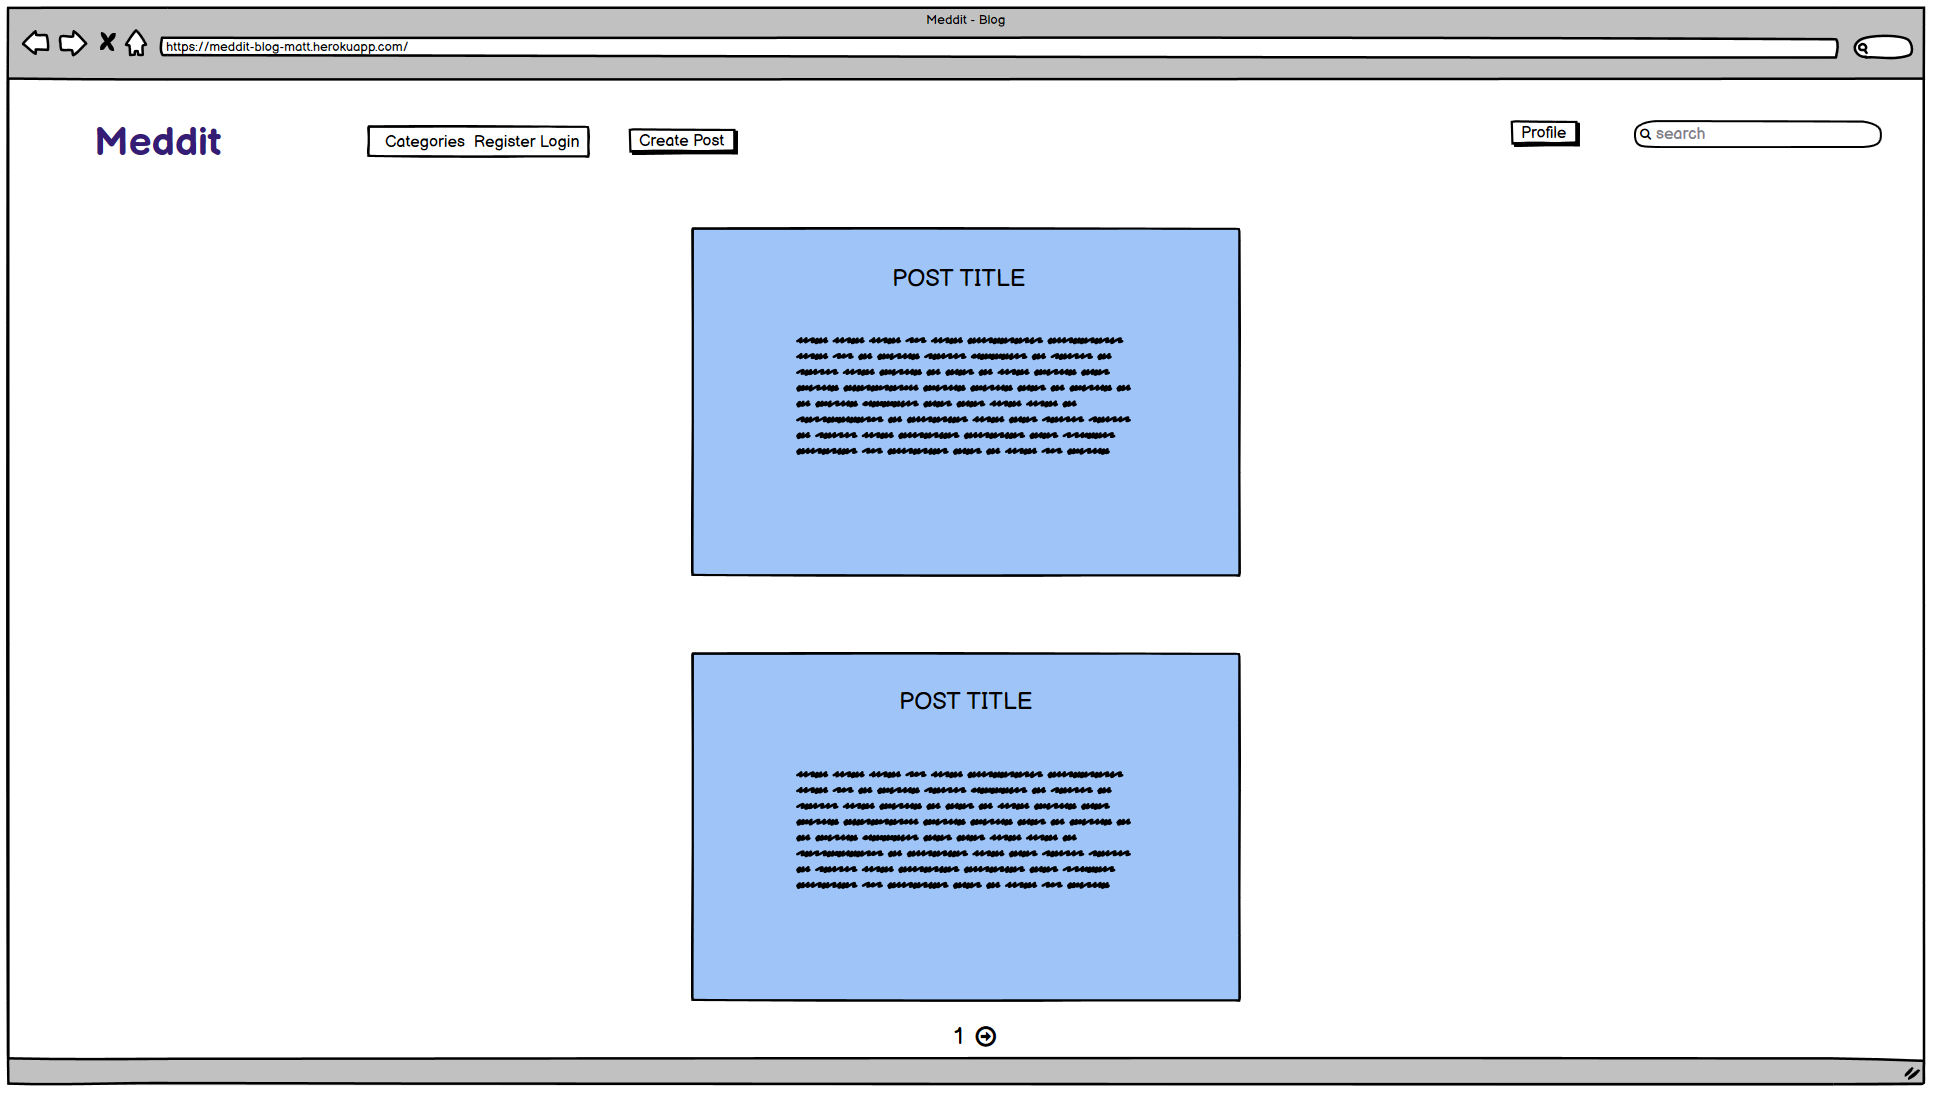 Meddit - Blog
https://meddit-blog-matt.herokuapp.com/
Meddit
Categories Register Login
Create Post
Profile
search
POST TITLE
POST TITLE
1